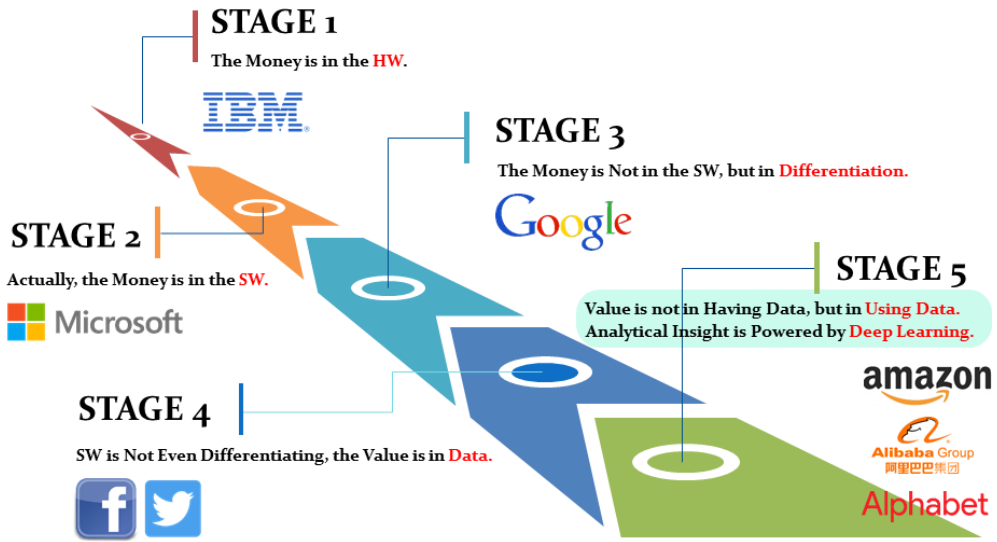 STAGE 1
The Money is in the HW.
IBM®
STAGE 2
Actually, the Money is in the SW.
Microsoft
STAGE 3
The Money is Not in the SW, but in Differentiation.
Google
STAGE 4
SW is Not Even Differentiating, the Value is in Data.
f
STAGE 5
Value is not in Having Data, but in Using Data.
Analytical Insight is Powered by Deep Learning.
amazon
Alibaba Group
阿里巴巴集团
Alphabet